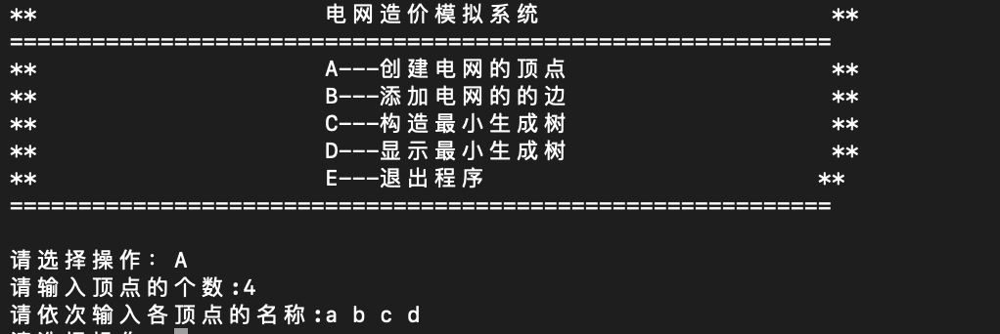 ** 电网造价模拟系统 **
============================================================
** A---创建电网的顶点 **
** B---添加电网的的边 **
** C---构造最小生成树 **
** D---显示最小生成树 **
** E---退出程序 **
============================================================
请选择操作: A
请输入顶点的个数:4
请依次输入各顶点的名称:a b c d